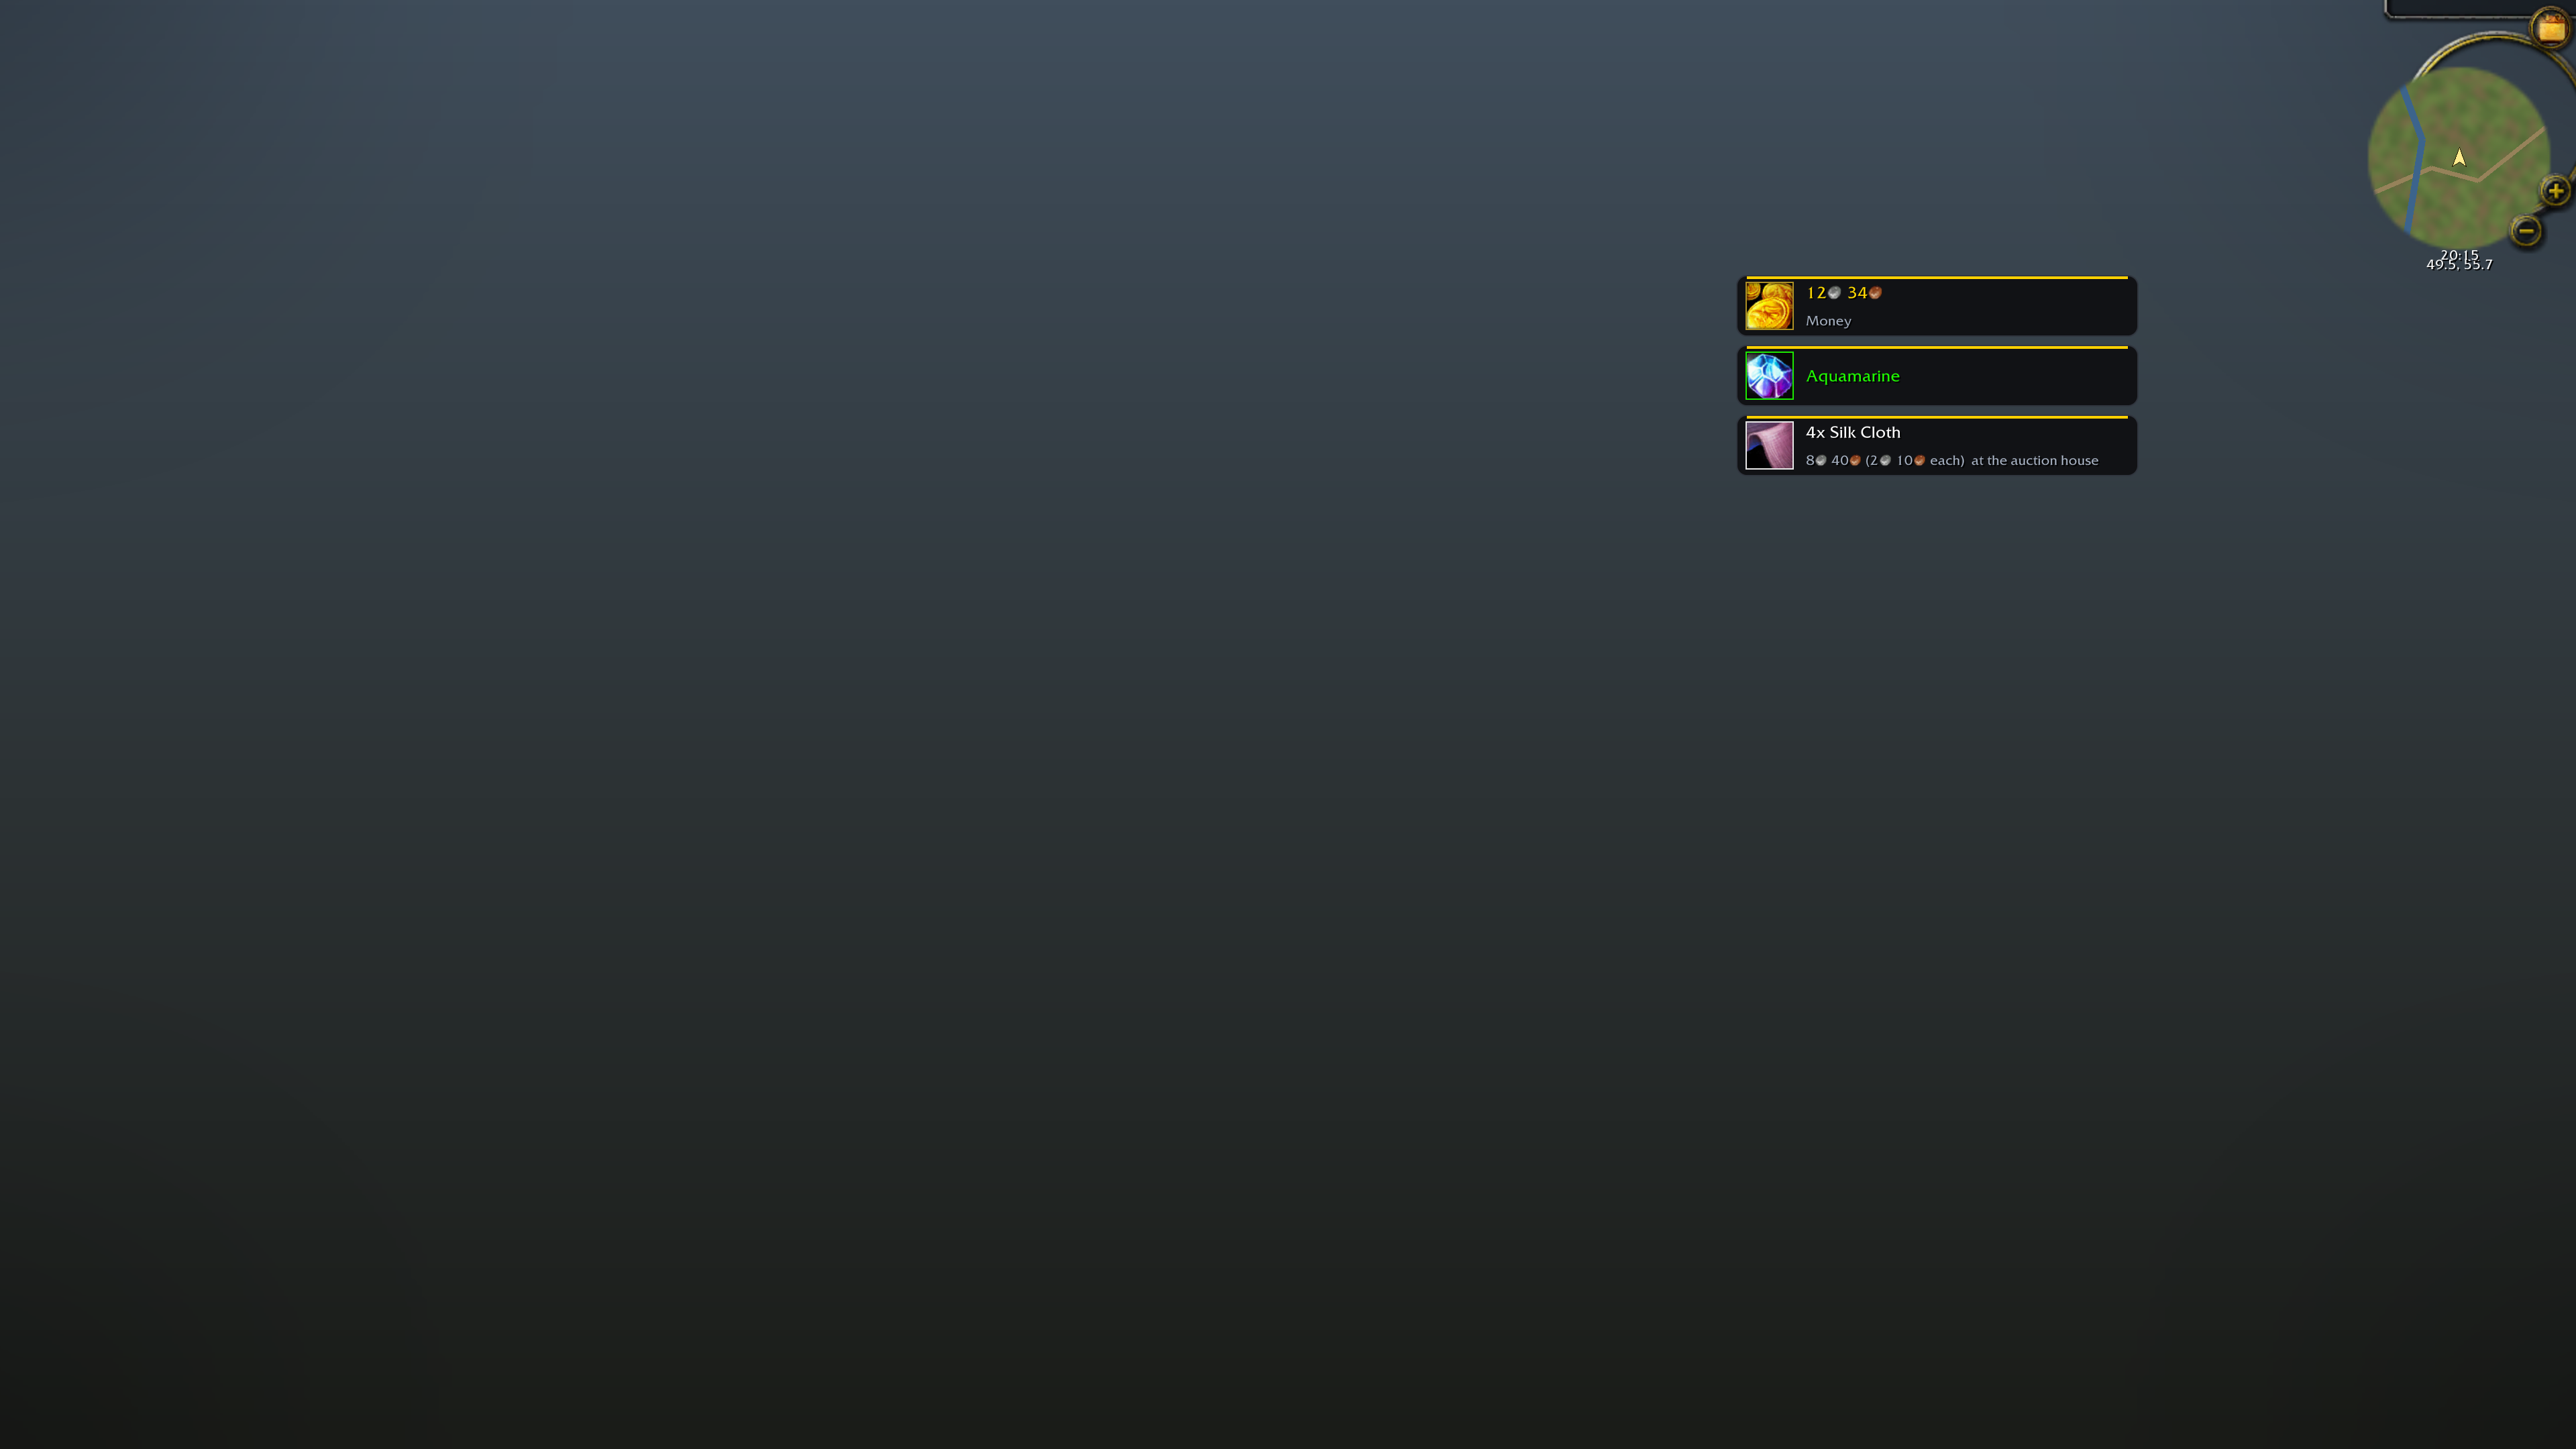 20:15
49.5, 55.7
12 34
Money
Aquamarine
4x Silk Cloth
8 40 (2 10 each) at the auction house